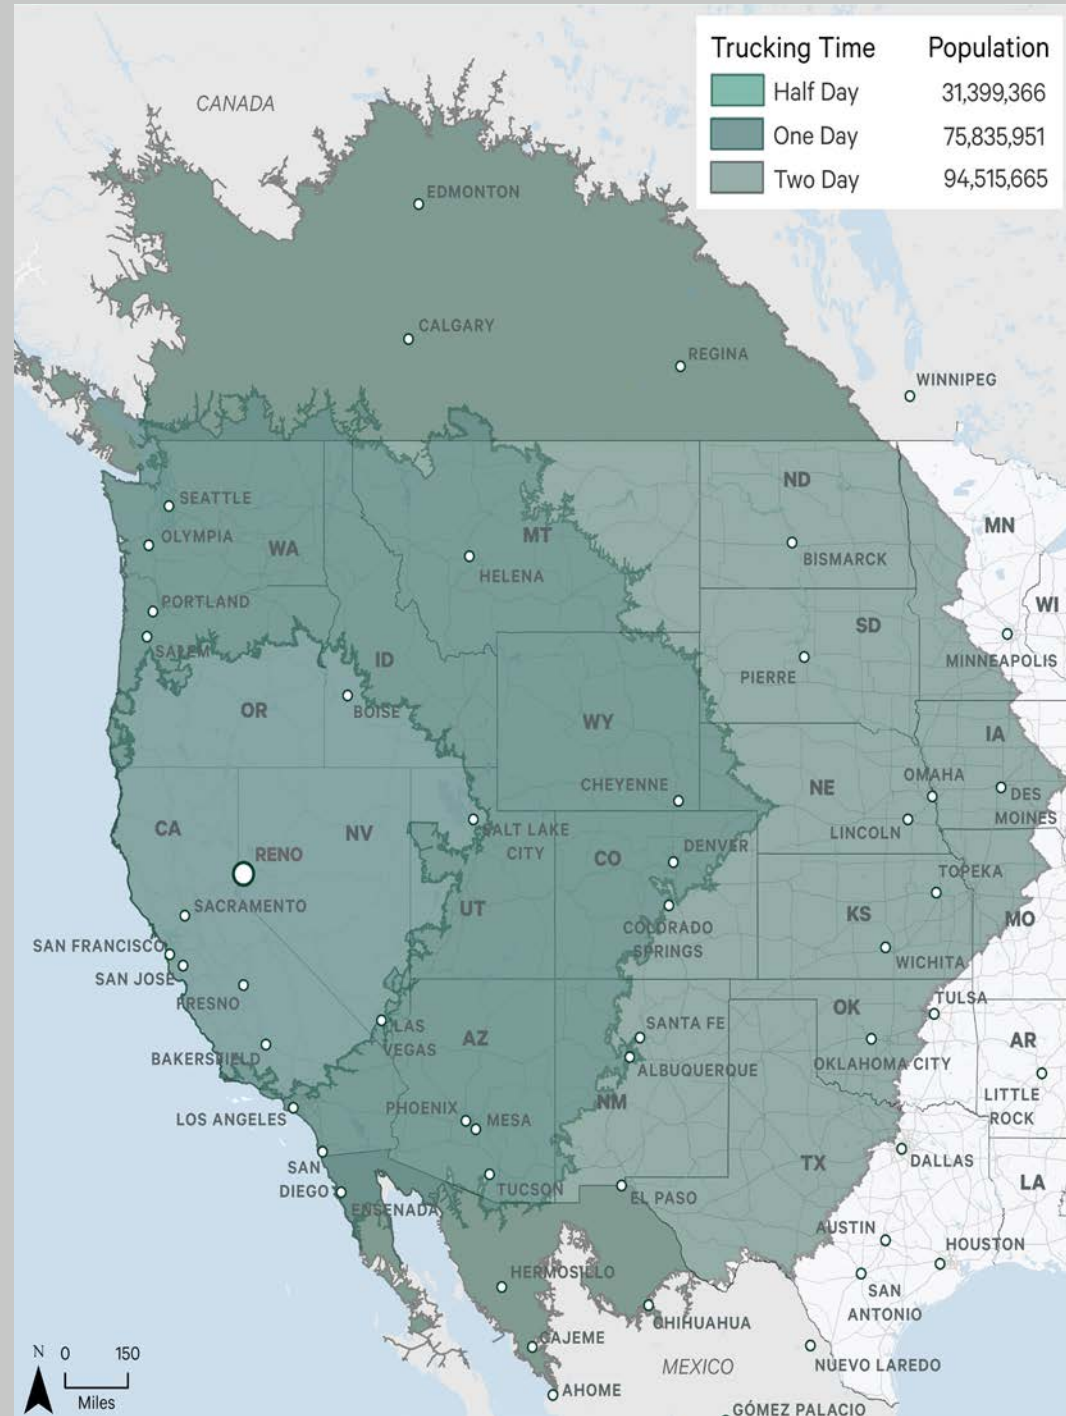 Trucking Time Population
Half Day 31,399,366
One Day 75,835,951
Two Day 94,515,665
CANADA
EDMONTON
CALGARY
REGINA
WINNIPEG
SEATTLE
OLYMPIA
WA
PORTLAND
SALEM
MT
HELENA
ND
BISMARCK
MN
WI
SD
MINNEAPOLIS
PIERRE
ID
BOISE
OR
WY
CHEYENNE
IA
NE
OMAHA
DES
MOINES
LINCOLN
CA
NV
RENO
SALT LAKE
CITY
CO
DENVER
TOPEKA
SACRAMENTO
UT
COLORADO
SPRINGS
KS
MO
SAN FRANCISCO
WICHITA
SAN JOSE
FRESNO
TULSA
OK
LAS
VEGAS
AZ
SANTA FE
OKLAHOMA CITY
AR
BAKERSFIELD
ALBUQUERQUE
NM
LITTLE
ROCK
LOS ANGELES
PHOENIX
MESA
DALLAS
TX
SAN
DIEGO
TUCSON
EL PASO
LA
ENSENADA
AUSTIN
HOUSTON
HERMOSILLO
SAN
ANTONIO
CHIHUAHUA
CAJEME
MEXICO
NUEVO LAREDO
AHOME
GÓMEZ PALACIO
N 0 150
Miles